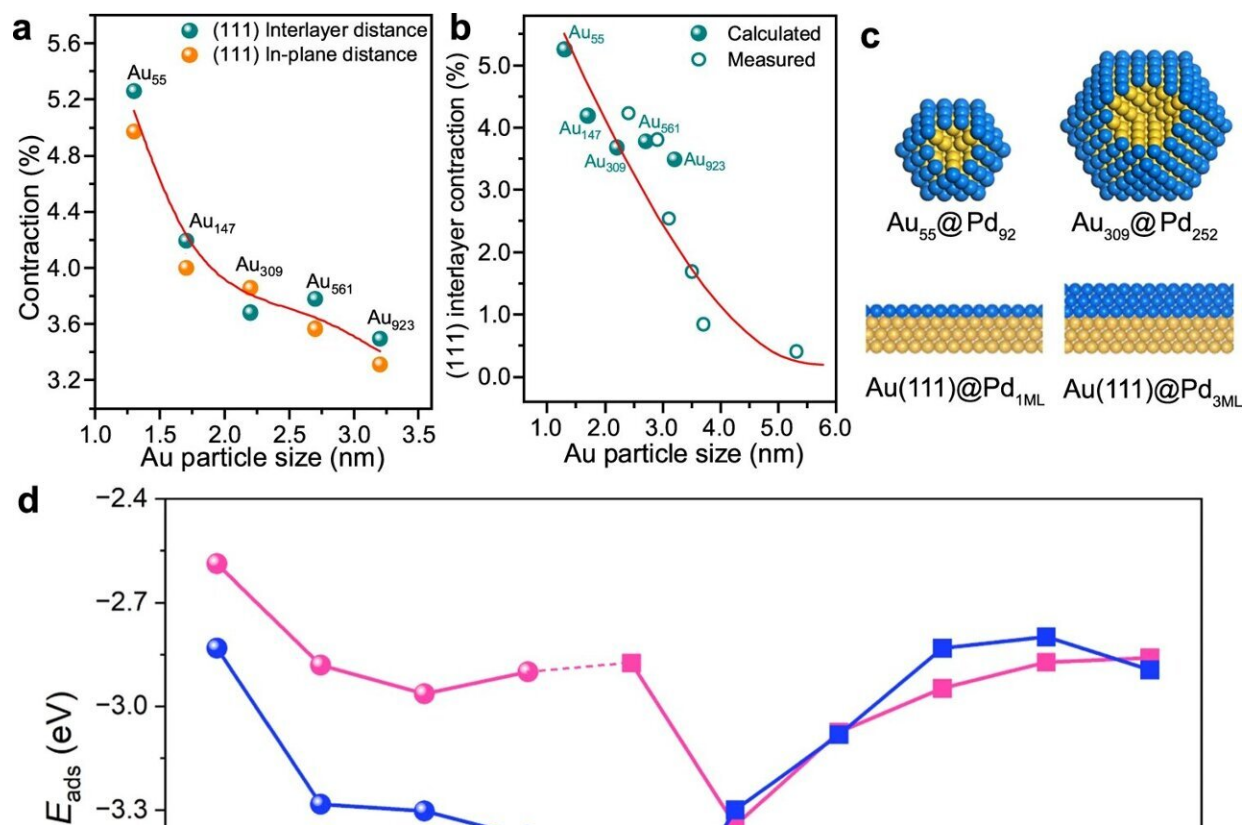 a
(111) Interlayer distance
(111) In-plane distance
Contraction (%)
5.6
5.2
4.8
4.4
4.0
3.6
3.2
Au55
Au147
Au309
Au561
Au923
1.0 1.5 2.0 2.5 3.0 3.5
Au particle size (nm)
b
Calculated
Measured
(111) interlayer contraction (%)
5.0
4.0
3.0
2.0
1.0
0.0
Au55
Au147
Au309
Au561
Au923
1.0 2.0 3.0 4.0 5.0 6.0
Au particle size (nm)
c
Au55@Pd92
Au309@Pd252
Au(111)@Pd1ML
Au(111)@Pd3ML
d
Eads (eV)
−2.4
−2.7
−3.0
−3.3